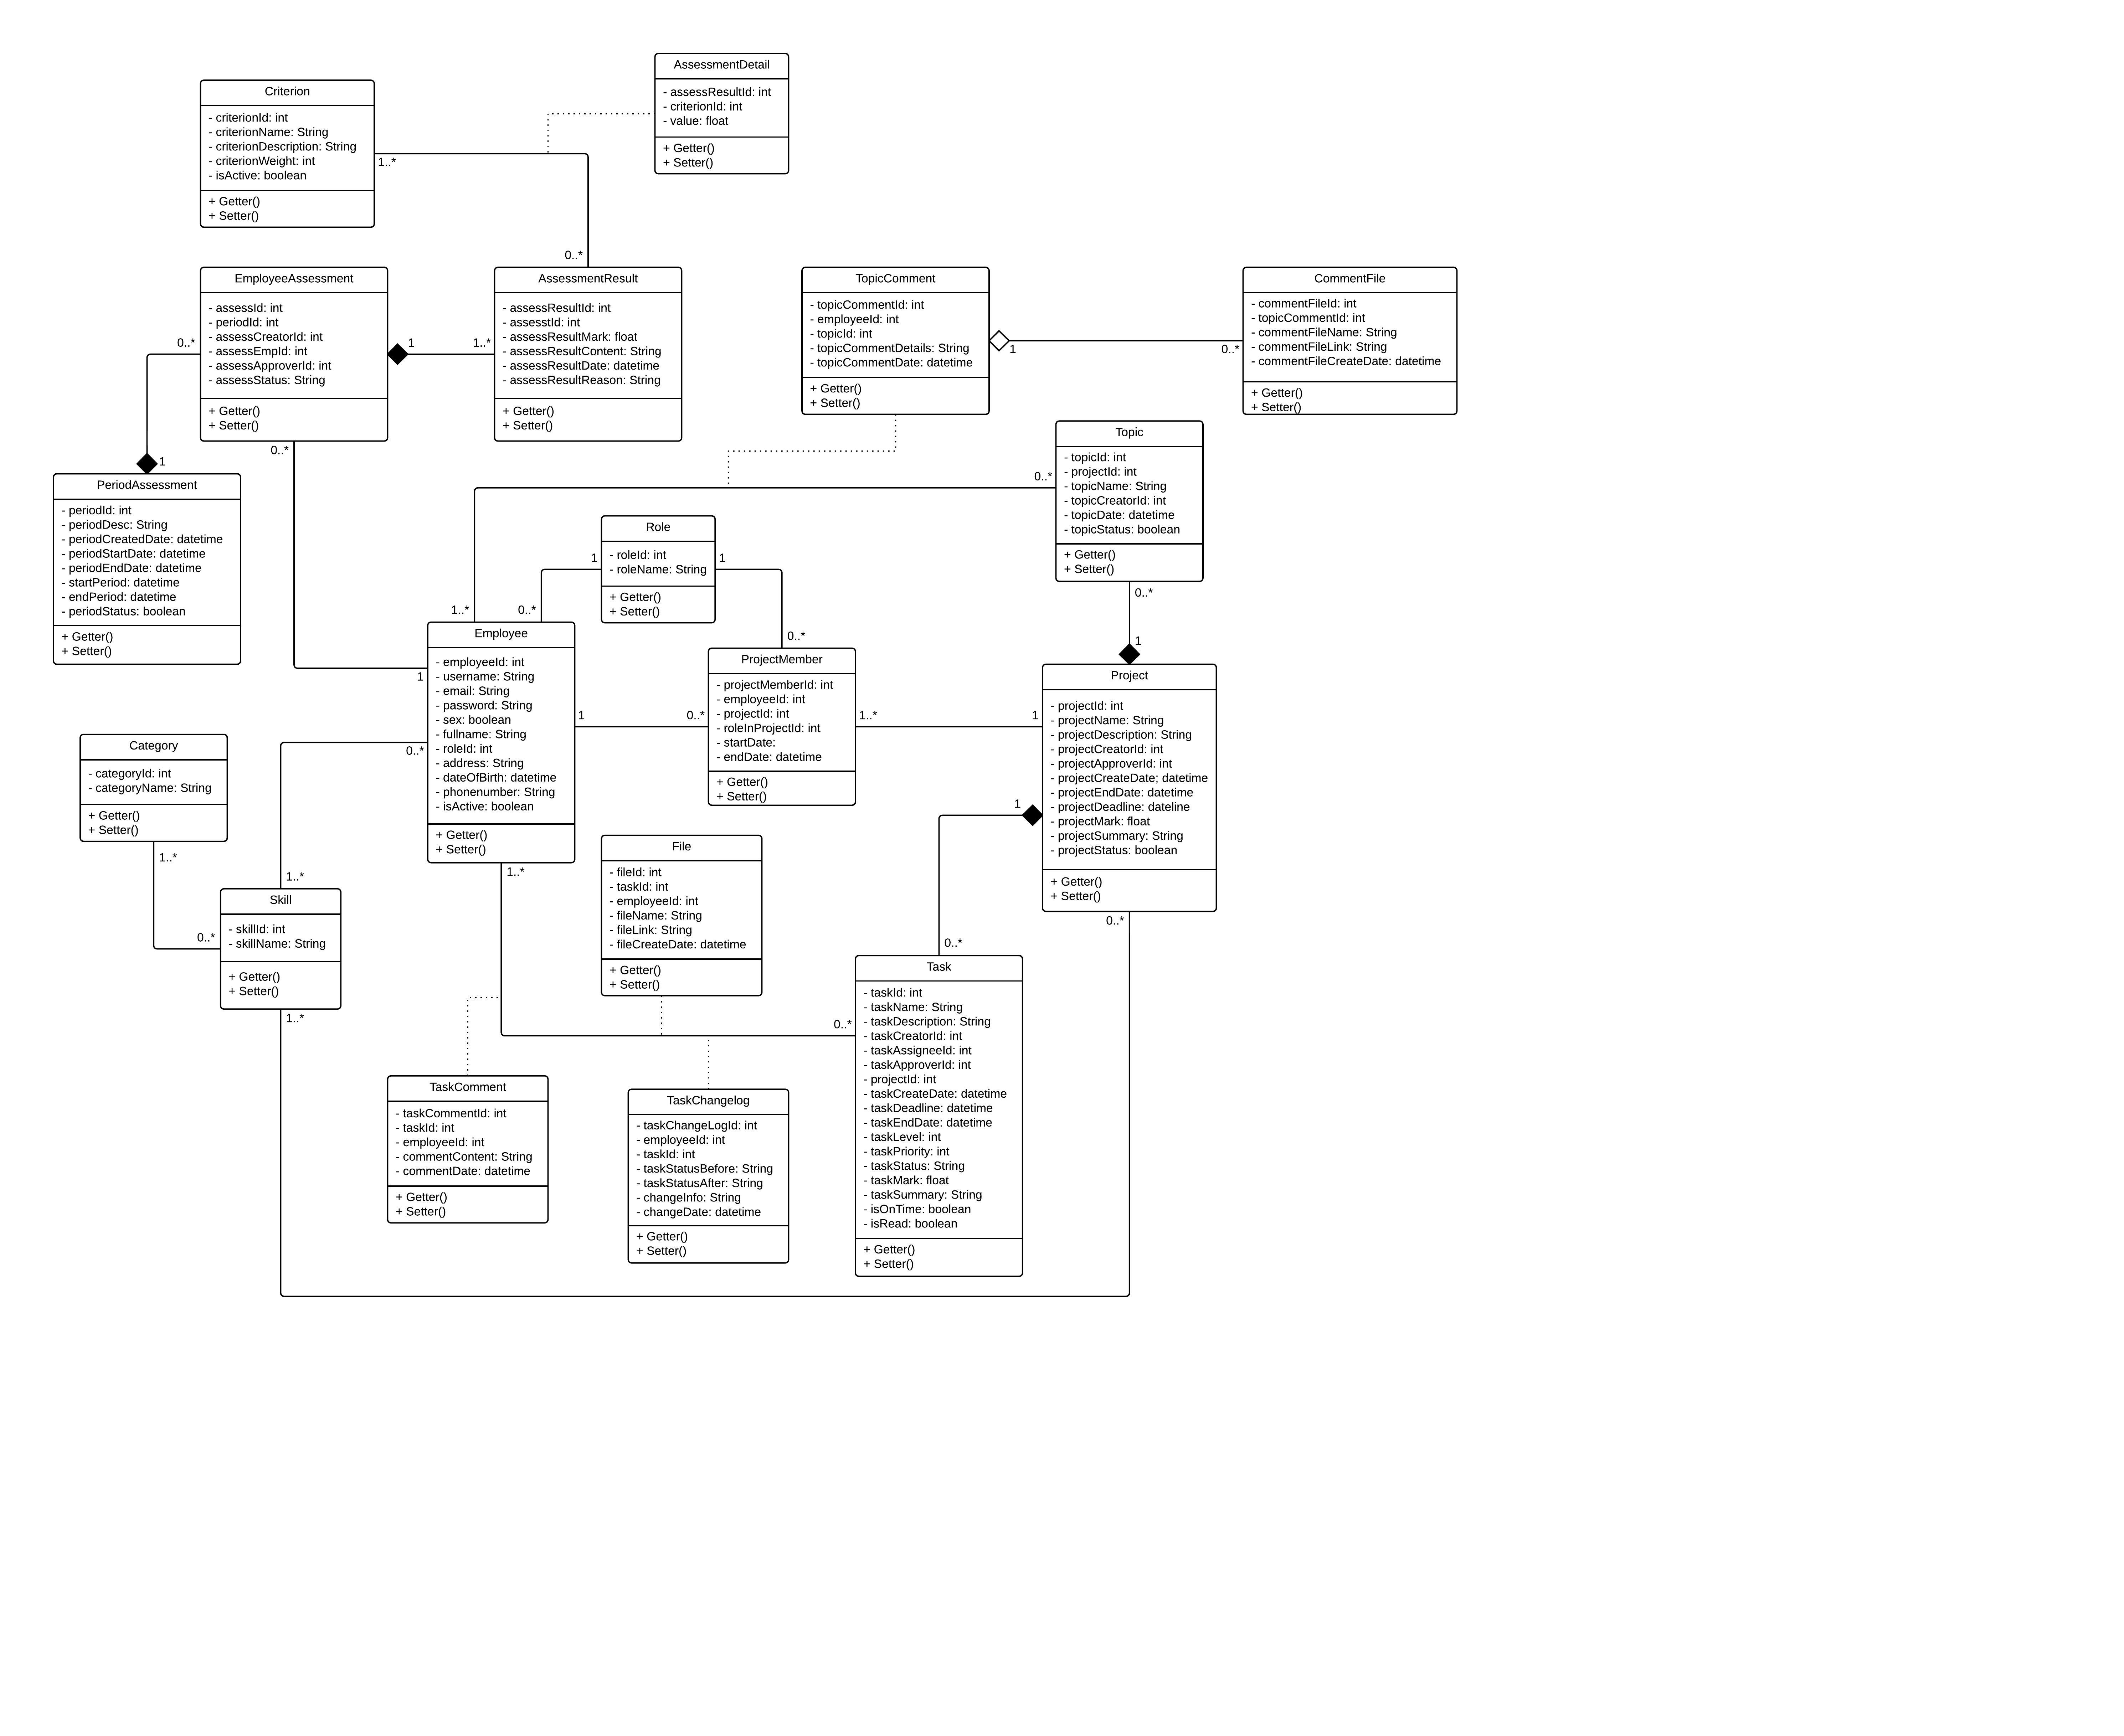 AssessmentDetail
- assessResultId: int
- criterionId: int
- value: float
+ Getter()
+ Setter()
Criterion
- criterionId: int
- criterionName: String
- criterionDescription: String
- criterionWeight: int
- isActive: boolean
+ Getter()
+ Setter()
1..*
0..*
EmployeeAssessment
- assessId: int
- periodId: int
- assessCreatorId: int
- assessEmpId: int
- assessApproverId: int
- assessStatus: String
+ Getter()
+ Setter()
0..*
1
1..*
0..*
AssessmentResult
- assessResultId: int
- assesstId: int
- assessResultMark: float
- assessResultContent: String
- assessResultDate: datetime
- assessResultReason: String
+ Getter()
+ Setter()
TopicComment
- topicCommentId: int
- employeeId: int
- topicId: int
- topicCommentDetails: String
- topicCommentDate: datetime
+ Getter()
+ Setter()
1
0..*
CommentFile
- commentFileId: int
- topicCommentId: int
- commentFileName: String
- commentFileLink: String
- commentFileCreateDate: datetime
+ Getter()
+ Setter()
1
PeriodAssessment
- periodId: int
- periodDesc: String
- periodCreatedDate: datetime
- periodStartDate: datetime
- periodEndDate: datetime
- startPeriod: datetime
- endPeriod: datetime
- periodStatus: boolean
+ Getter()
+ Setter()
0..*
Topic
- topicId: int
- projectId: int
- topicName: String
- topicCreatorId: int
- topicDate: datetime
- topicStatus: boolean
+ Getter()
+ Setter()
0..*
1
1
Role
- roleId: int
- roleName: String
+ Getter()
+ Setter()
1
1..*
0..*
0..*
1
Employee
- employeeId: int
- username: String
- email: String
- password: String
- sex: boolean
- fullname: String
- roleId: int
- address: String
- dateOfBirth: datetime
- phonenumber: String
- isActive: boolean
+ Getter()
+ Setter()
1
0..*
ProjectMember
- projectMemberId: int
- employeeId: int
- projectId: int
- roleInProjectId: int
- startDate:
- endDate: datetime
+ Getter()
+ Setter()
1..*
1
Project
- projectId: int
- projectName: String
- projectDescription: String
- projectCreatorId: int
- projectApproverId: int
- projectCreateDate; datetime
- projectEndDate: datetime
- projectDeadline: dateline
- projectMark: float
- projectSummary: String
- projectStatus: boolean
+ Getter()
+ Setter()
0..*
1
0..*
Category
- categoryId: int
- categoryName: String
+ Getter()
+ Setter()
1..*
0..*
1..*
Skill
- skillId: int
- skillName: String
+ Getter()
+ Setter()
1..*
0..*
1..*
File
- fileId: int
- taskId: int
- employeeId: int
- fileName: String
- fileLink: String
- fileCreateDate: datetime
+ Getter()
+ Setter()
0..*
0..*
Task
- taskId: int
- taskName: String
- taskDescription: String
- taskCreatorId: int
- taskAssigneeId: int
- taskApproverId: int
- projectId: int
- taskCreateDate: datetime
- taskDeadline: datetime
- taskEndDate: datetime
- taskLevel: int
- taskPriority: int
- taskStatus: String
- taskMark: float
- taskSummary: String
- isOnTime: boolean
- isRead: boolean
+ Getter()
+ Setter()
TaskComment
- taskCommentId: int
- taskId: int
- employeeId: int
- commentContent: String
- commentDate: datetime
+ Getter()
+ Setter()
TaskChangelog
- taskChangeLogId: int
- employeeId: int
- taskId: int
- taskStatusBefore: String
- taskStatusAfter: String
- changeInfo: String
- changeDate: datetime
+ Getter()
+ Setter()